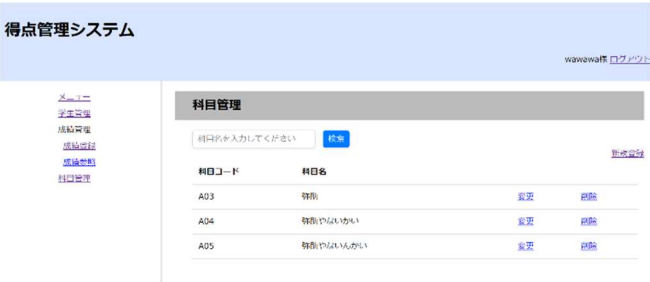 得点管理システム
wawawa様 ログアウト
メニュー
学生管理
成績管理
成績登録
成績参照
科目管理
科目管理
科目名を入力してください 検索
新規登録
科目コード 科目名
A03 変更 削除
A04 変更 削除
A05 変更 削除